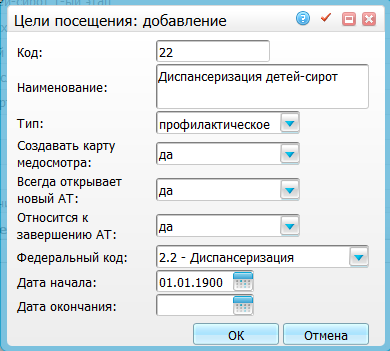 Цели посещения: добавление
Код: 22
Наименование: Диспансеризация детей-сирот
Тип: профилактическое
Создавать карту
медосмотра: да
Всегда открывает
новый АТ: да
Относится к
завершению АТ: да
Федеральный код: 2.2 - Диспансеризация
Дата начала: 01.01.1900
Дата окончания:
ОК Отмена